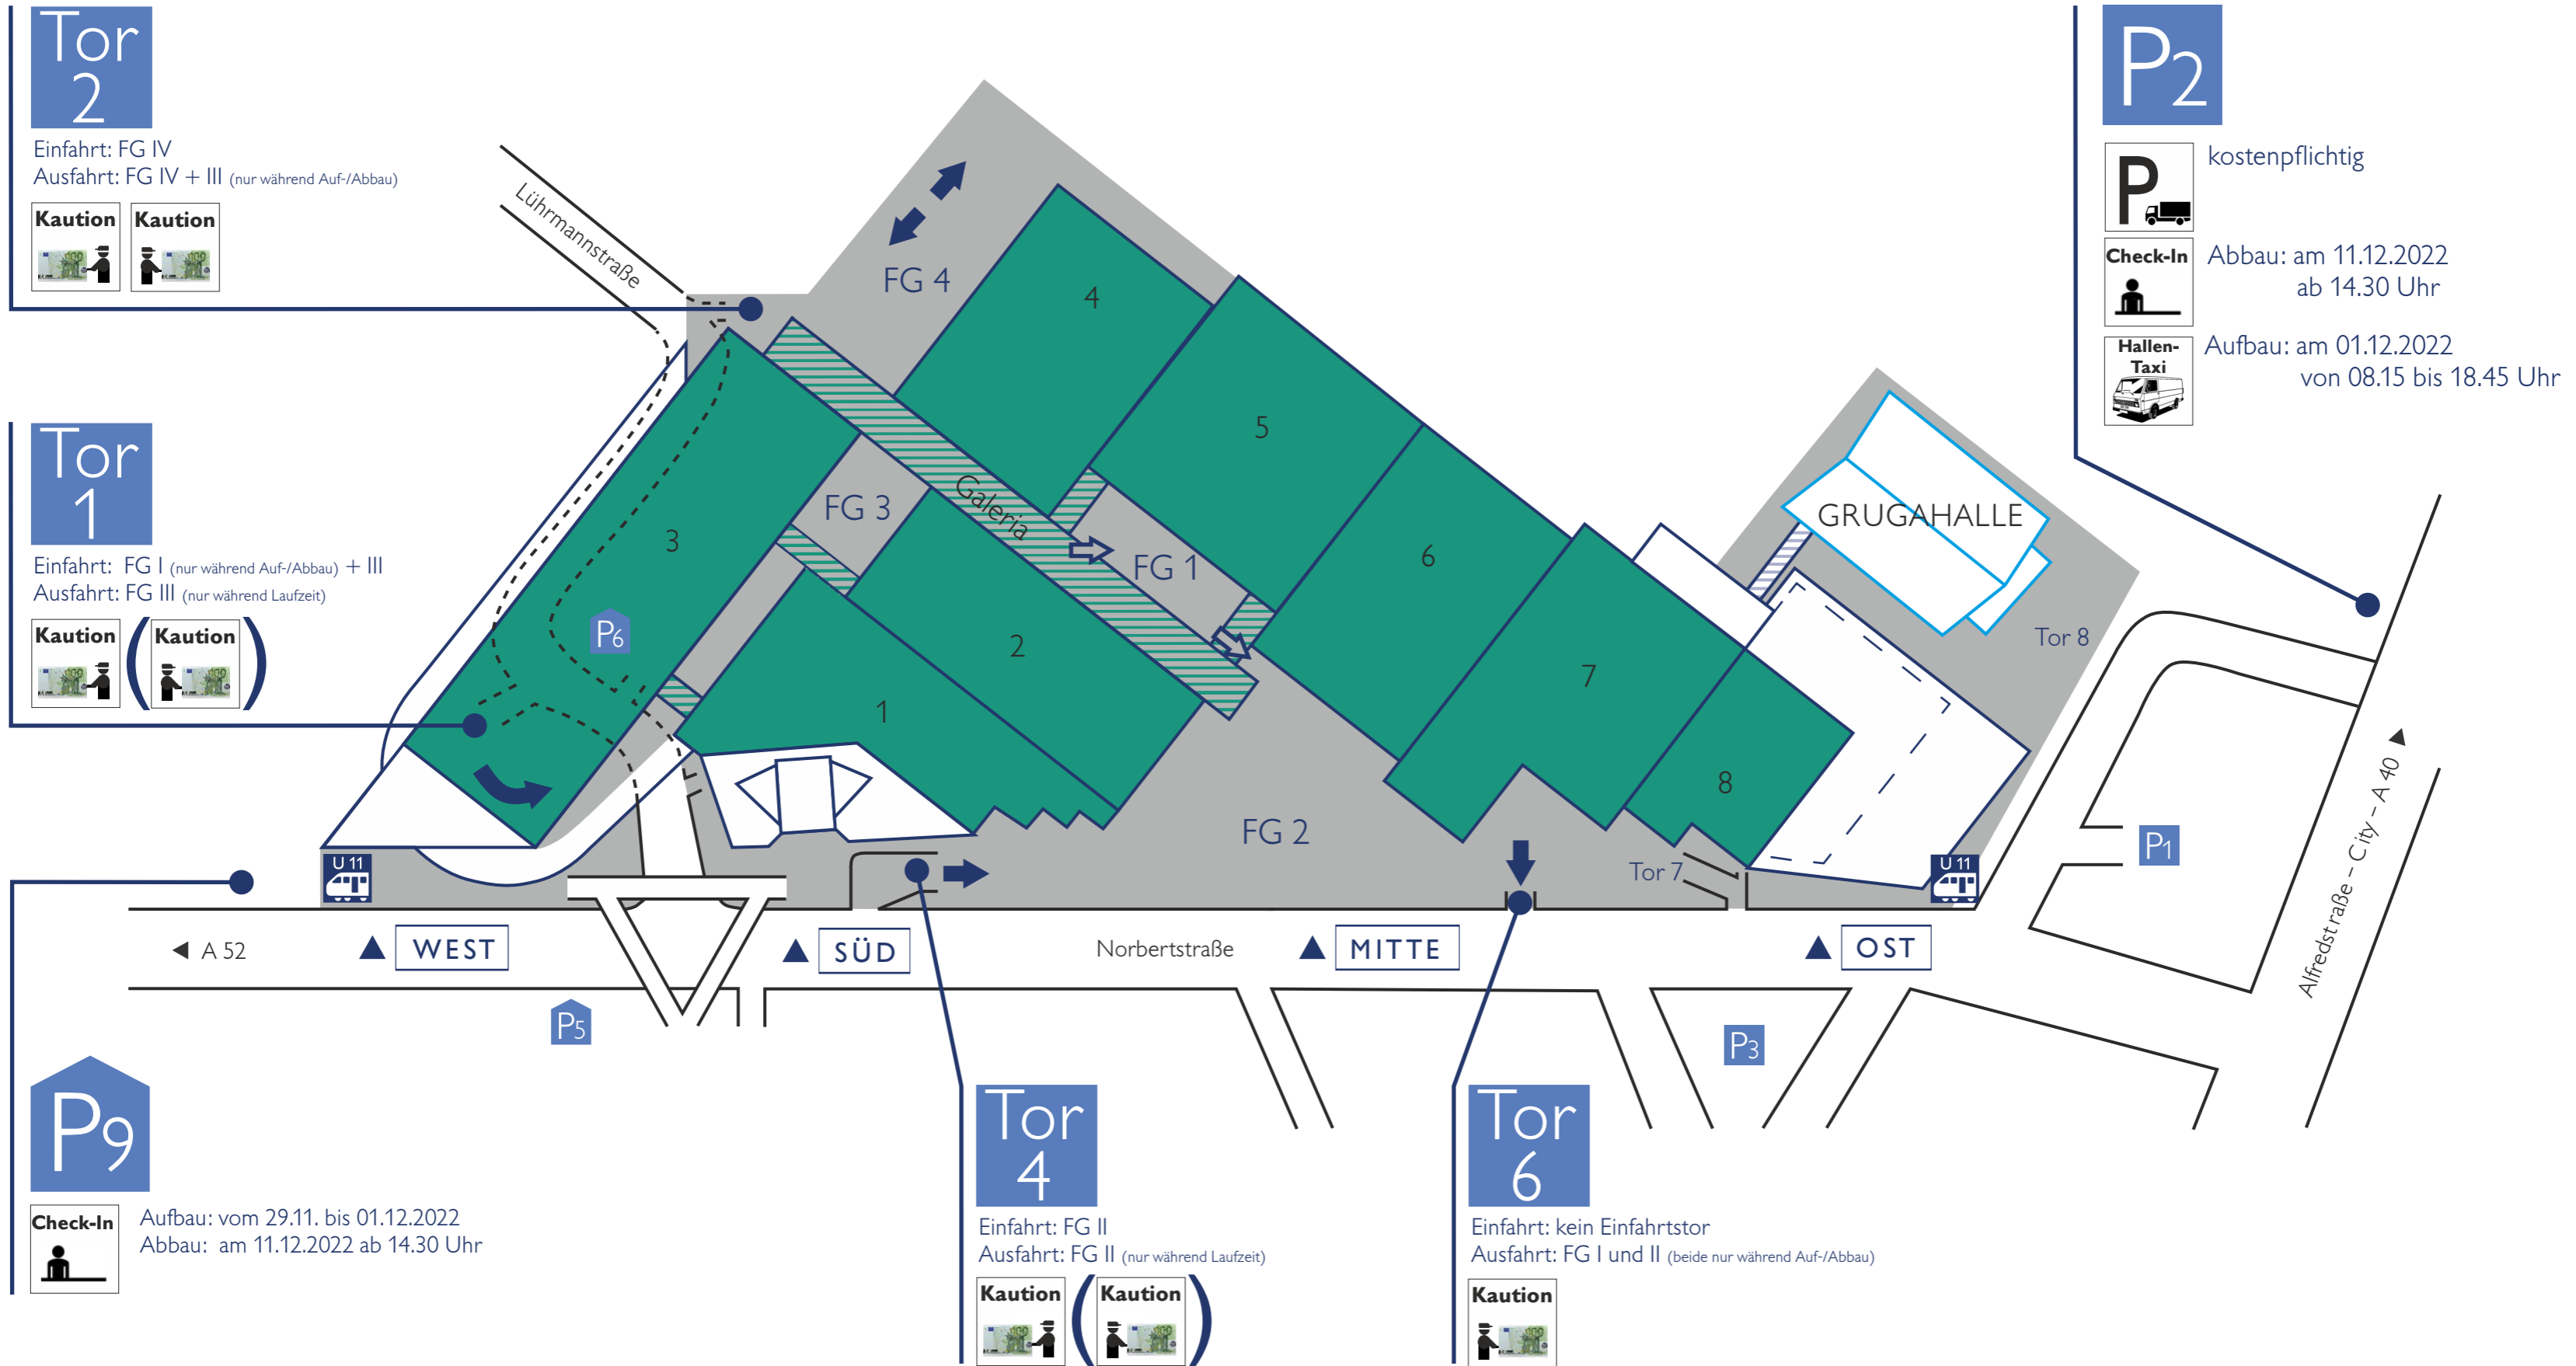 Tor
2
Einfahrt: FG IV
Ausfahrt: FG IV + III (nur während Auf-/Abbau)
Kaution
Kaution
Tor
1
Einfahrt: FG I (nur während Auf-/Abbau) + III
Ausfahrt: FG III (nur während Laufzeit)
Kaution
(Kaution)
P9
Check-In
Aufbau: vom 29.11. bis 01.12.2022
Abbau: am 11.12.2022 ab 14.30 Uhr
P2
P
kostenpflichtig
Check-In
Abbau: am 11.12.2022
ab 14.30 Uhr
Hallen-
Taxi
Aufbau: am 01.12.2022
von 08.15 bis 18.45 Uhr
Lührmannstraße
FG 4
4
5
3
FG 3
Galeria
FG 1
6
GRUGAHALLE
P6
2
7
Tor 8
1
8
FG 2
Tor 7
U 11
U 11
P1
Alfredstraße – City – A 40
A 52
WEST
SÜD
Norbertstraße
MITTE
OST
P5
P3
Tor
4
Einfahrt: FG II
Ausfahrt: FG II (nur während Laufzeit)
Kaution
(Kaution)
Tor
6
Einfahrt: kein Einfahrtstor
Ausfahrt: FG I und II (beide nur während Auf-/Abbau)
Kaution